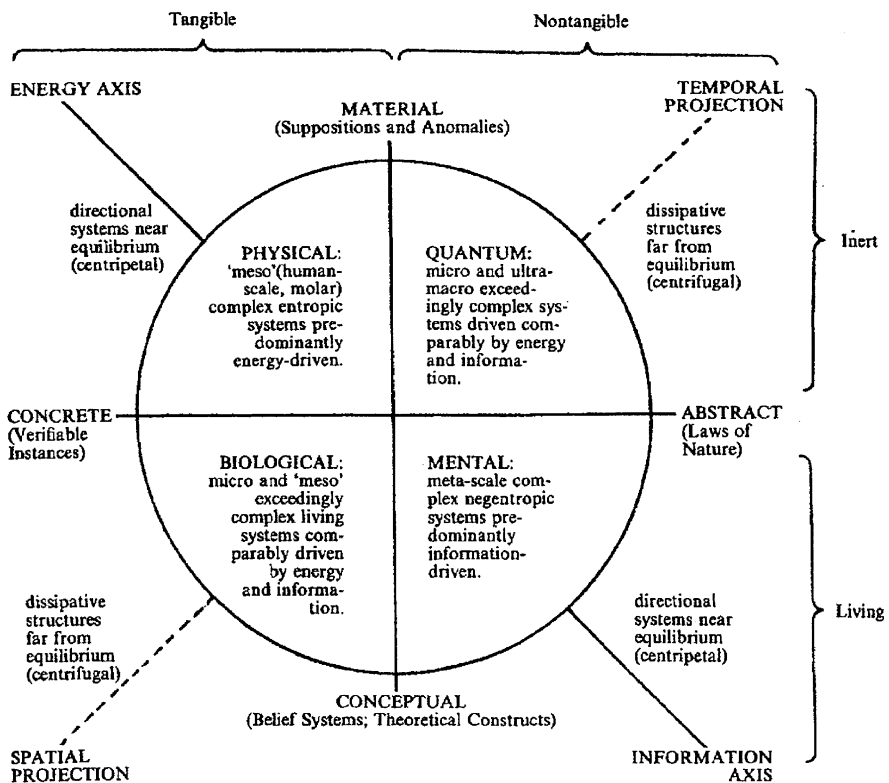 Tangible
Nontangible
ENERGY AXIS
TEMPORAL
PROJECTION
MATERIAL
(Suppositions and Anomalies)
directional
systems near
equilibrium
(centripetal)
dissipative
structures
far from
equilibrium
(centrifugal)
Inert
PHYSICAL:
'meso'(human-
scale, molar)
complex entropic
systems pre-
dominantly
energy-driven.
QUANTUM:
micro and ultra-
macro exceed-
ingly complex sys-
tems driven com-
parably by energy
and informa-
tion.
CONCRETE
(Verifiable
Instances)
ABSTRACT
(Laws of
Nature)
BIOLOGICAL:
micro and 'meso'
exceedingly
complex living
systems com-
parably driven
by energy
and informa-
tion.
MENTAL:
meta-scale com-
plex negentropic
systems pre-
dominantly
information-
driven.
dissipative
structures
far from
equilibrium
(centrifugal)
directional
systems near
equilibrium
(centripetal)
Living
CONCEPTUAL
(Belief Systems; Theoretical Constructs)
SPATIAL
PROJECTION
INFORMATION
AXIS